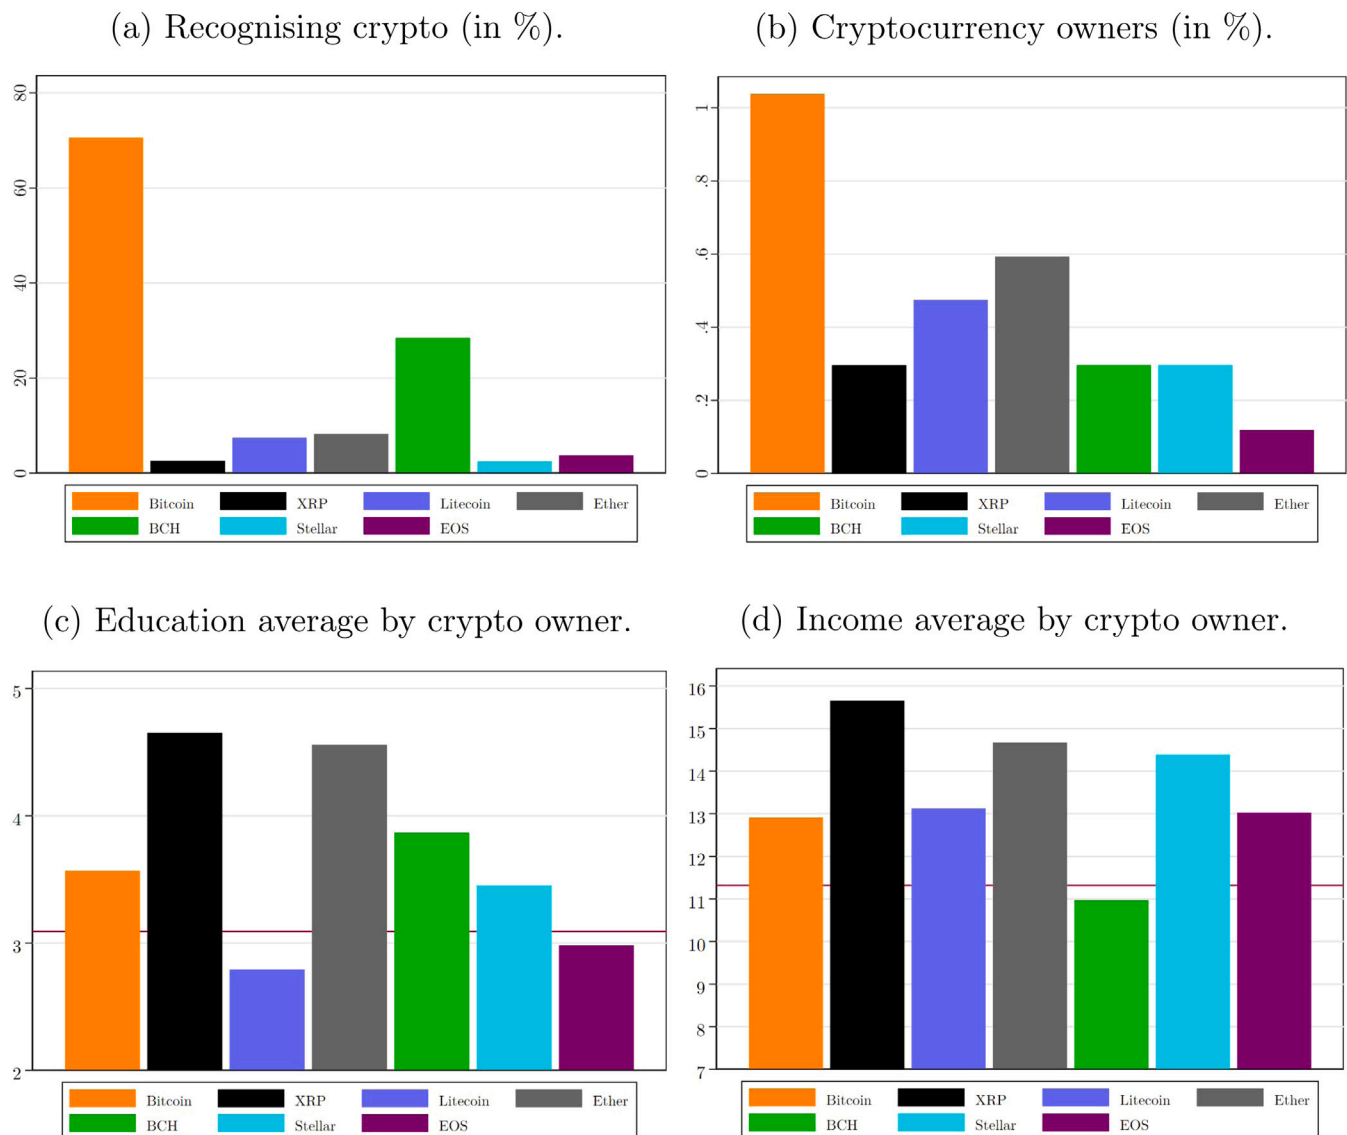 (a) Recognising crypto (in %).
80
60
40
20
0
Bitcoin XRP Litecoin Ether
BCH Stellar EOS
(b) Cryptocurrency owners (in %).
1
.8
.6
.4
.2
0
Bitcoin XRP Litecoin Ether
BCH Stellar EOS
(c) Education average by crypto owner.
5
4
3
2
Bitcoin XRP Litecoin Ether
BCH Stellar EOS
(d) Income average by crypto owner.
16
15
14
13
12
11
10
9
8
7
Bitcoin XRP Litecoin Ether
BCH Stellar EOS